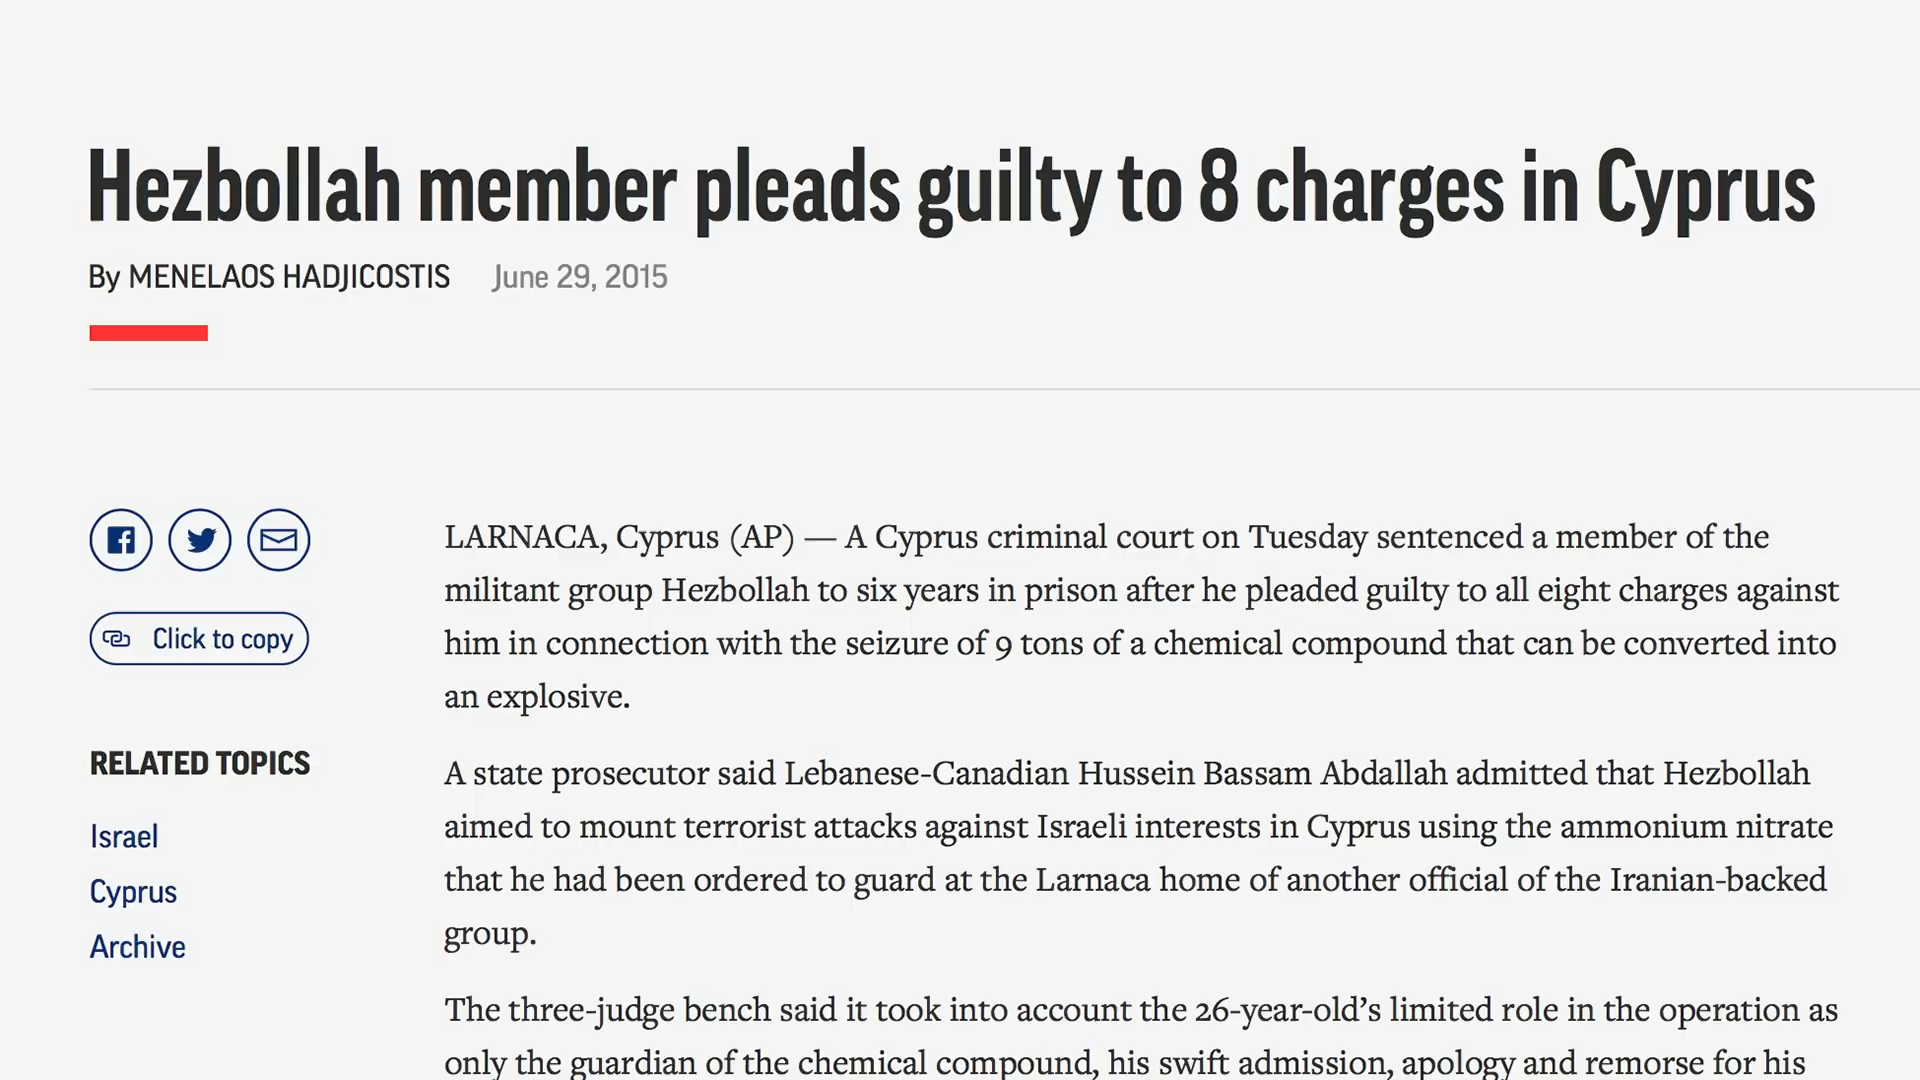 Hezbollah member pleads guilty to 8 charges in Cyprus
By MENELAOS HADJICOSTIS June 29, 2015
Click to copy
RELATED TOPICS
Israel
Cyprus
Archive
LARNACA, Cyprus (AP) — A Cyprus criminal court on Tuesday sentenced a member of the
militant group Hezbollah to six years in prison after he pleaded guilty to all eight charges against
him in connection with the seizure of 9 tons of a chemical compound that can be converted into
an explosive.
A state prosecutor said Lebanese-Canadian Hussein Bassam Abdallah admitted that Hezbollah
aimed to mount terrorist attacks against Israeli interests in Cyprus using the ammonium nitrate
that he had been ordered to guard at the Larnaca home of another official of the Iranian-backed
group.
The three-judge bench said it took into account the 26-year-old’s limited role in the operation as
only the guardian of the chemical compound, his swift admission, apology and remorse for his